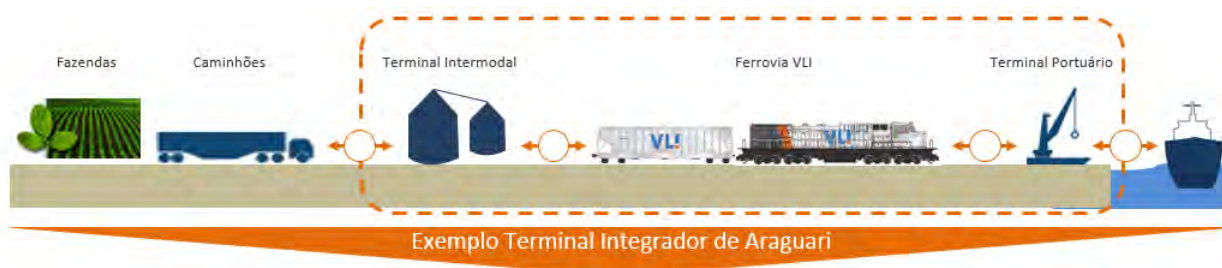 Fazendas
Caminhões
Terminal Intermodal
Ferrovia VLI
Terminal Portuário
VLI
VLI
Exemplo Terminal Integrador de Araguari